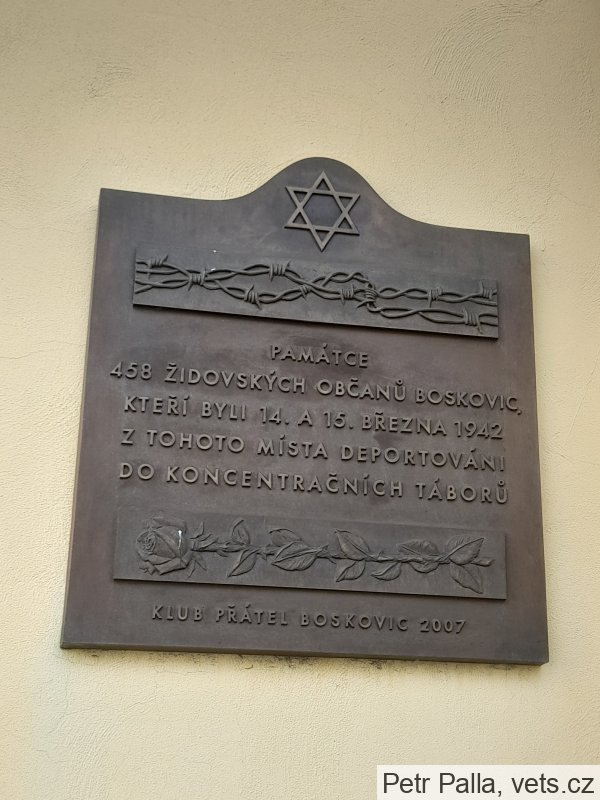 PAMÁTCE
458 ŽIDOVSKÝCH OBČANŮ BOSKOVIC,
KTEŘÍ BYLI 14. A 15. BŘEZNA 1942
Z TOHOTO MÍSTA DEPORTOVÁNI
DO KONCENTRAČNÍCH TÁBORŮ
KLUB PŘÁTEL BOSKOVIC 2007
Petr Palla, vets.cz